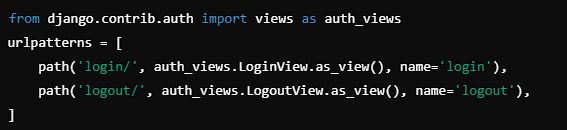 from django.contrib.auth import views as auth_views
urlpatterns = [
    path('login/', auth_views.LoginView.as_view(), name='login'),
    path('logout/', auth_views.LogoutView.as_view(), name='logout'),
]